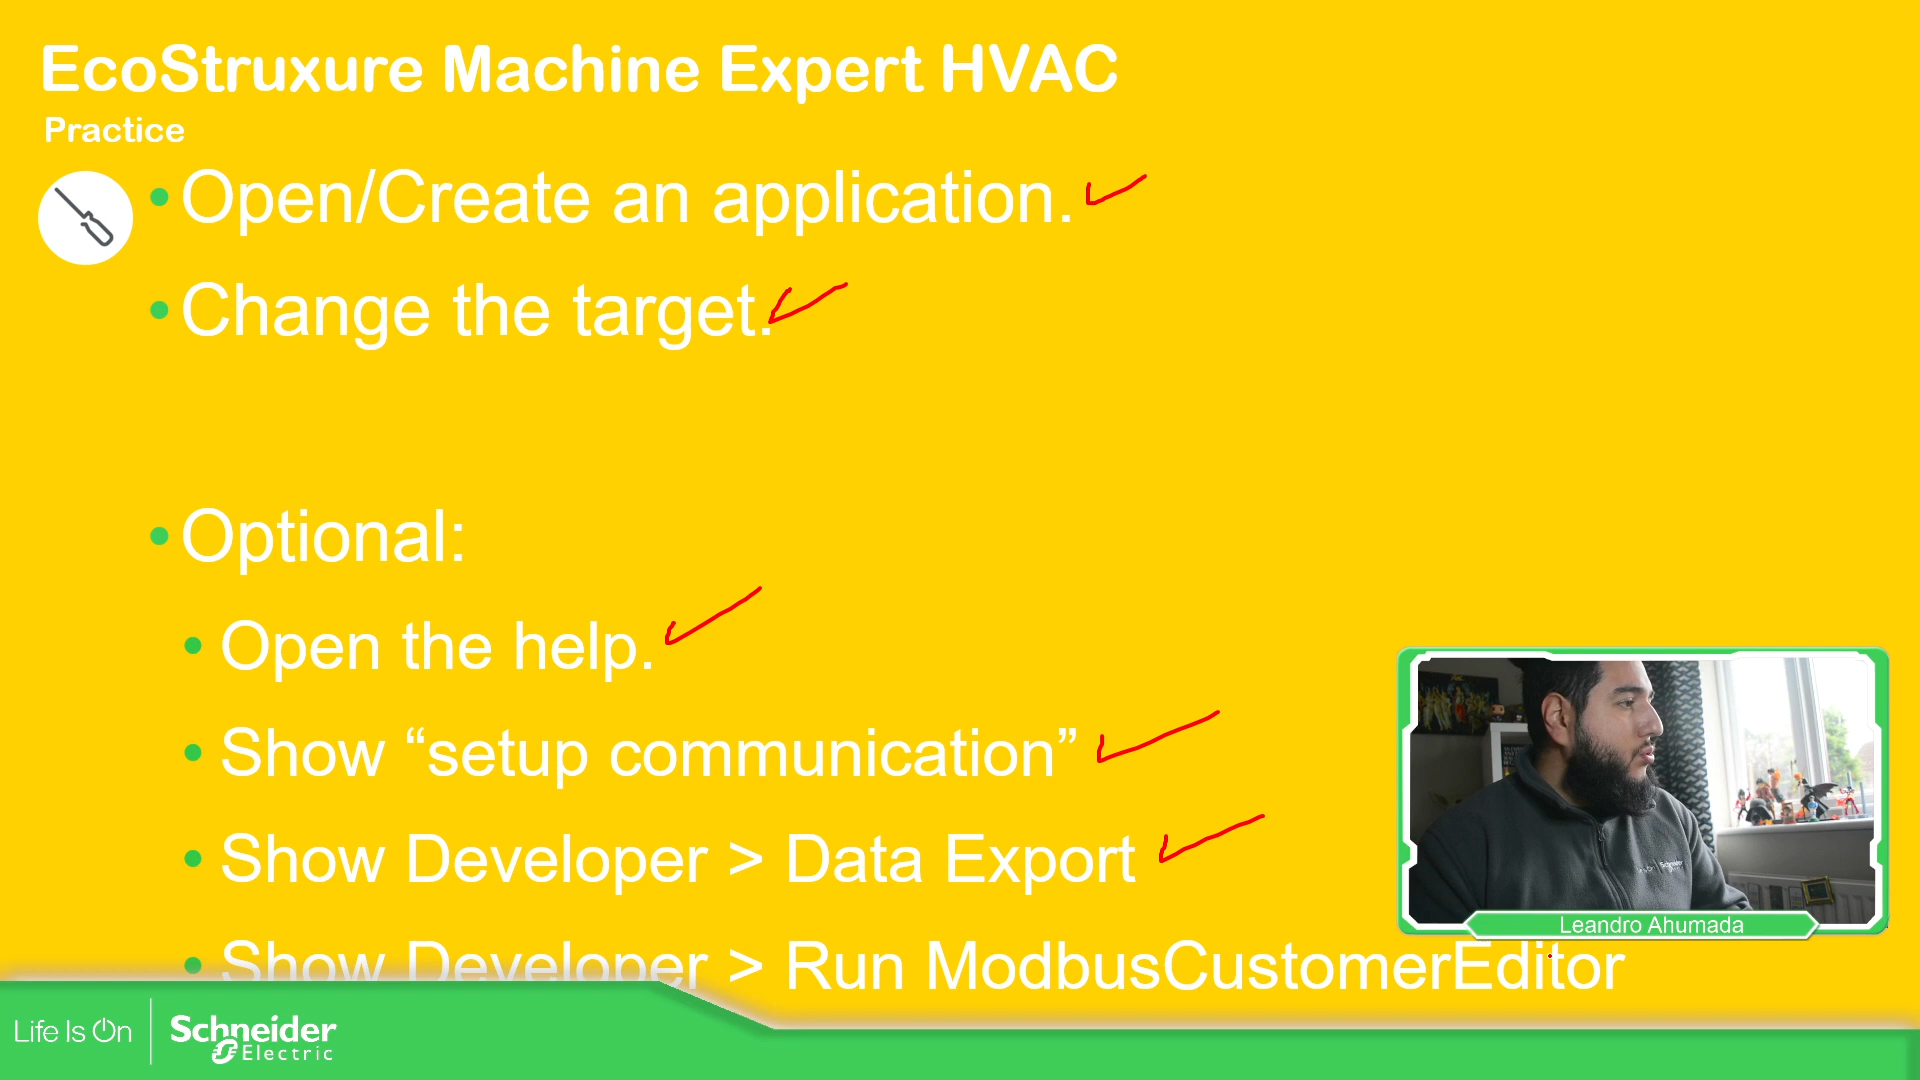 EcoStruxure Machine Expert HVAC
Practice
• Open/Create an application.
• Change the target.
• Optional:
• Open the help.
• Show “setup communication”
• Show Developer > Data Export
• Show Developer > Run ModbusCustomerEditor
Leandro Ahumada
Life Is On
Schneider
Electric